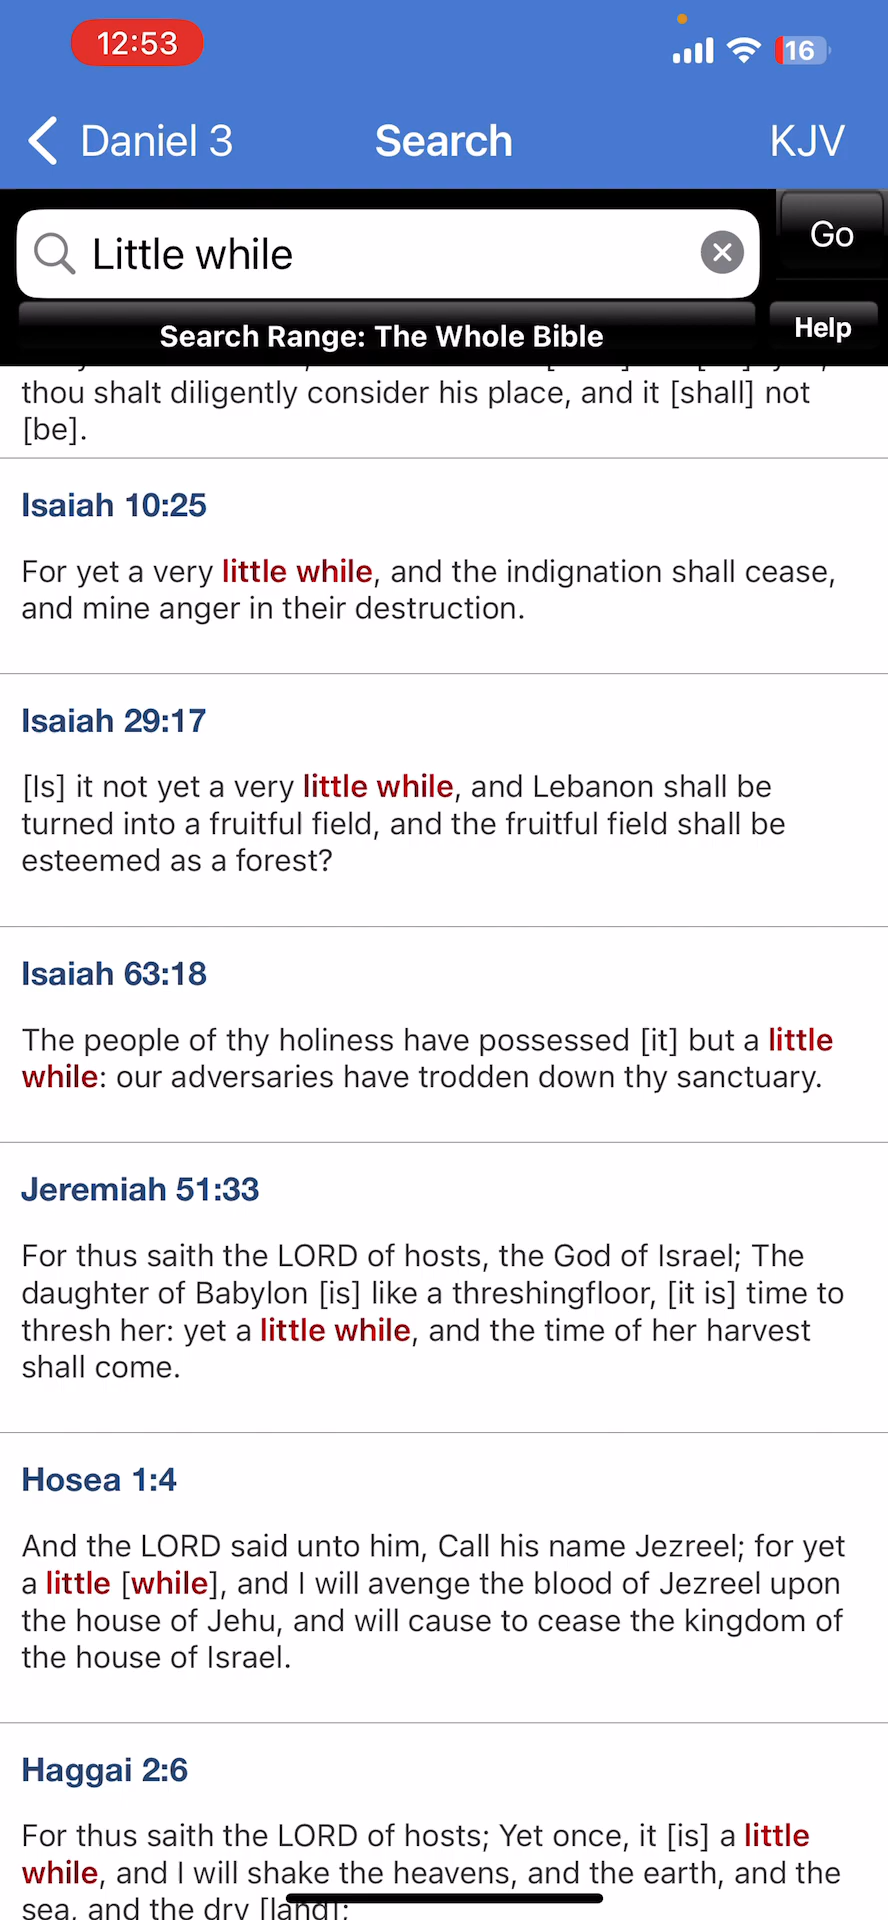 12:53
16
Daniel 3
Search
KJV
Little while
Go
Search Range: The Whole Bible
Help
thou shalt diligently consider his place, and it [shall] not
[be].
Isaiah 10:25
For yet a very little while, and the indignation shall cease,
and mine anger in their destruction.
Isaiah 29:17
[Is] it not yet a very little while, and Lebanon shall be
turned into a fruitful field, and the fruitful field shall be
esteemed as a forest?
Isaiah 63:18
The people of thy holiness have possessed [it] but a little
while: our adversaries have trodden down thy sanctuary.
Jeremiah 51:33
For thus saith the LORD of hosts, the God of Israel; The
daughter of Babylon [is] like a threshingfloor, [it is] time to
thresh her: yet a little while, and the time of her harvest
shall come.
Hosea 1:4
And the LORD said unto him, Call his name Jezreel; for yet
a little [while], and I will avenge the blood of Jezreel upon
the house of Jehu, and will cause to cease the kingdom of
the house of Israel.
Haggai 2:6
For thus saith the LORD of hosts; Yet once, it [is] a little
while, and I will shake the heavens, and the earth, and the
sea, and the dry [land];